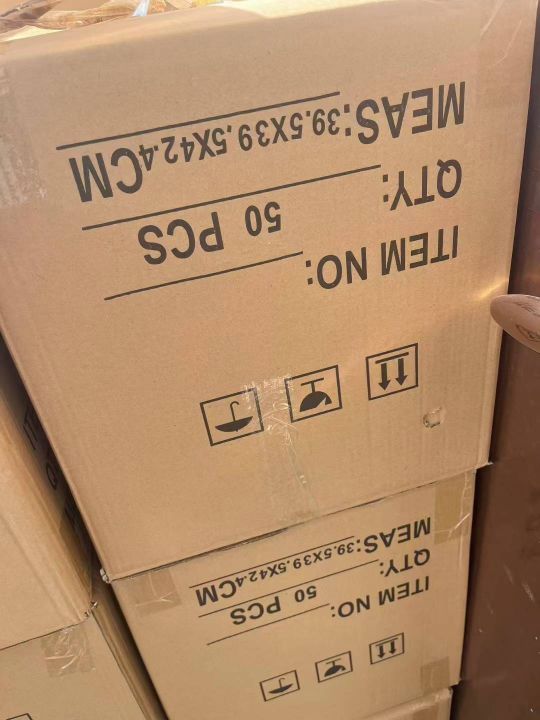 ITEM NO:
QTY: 50 PCS
MEAS: 39.5X39.5X42.4CM
ITEM NO:
QTY: 50 PCS
MEAS: 39.5X39.5X42.4CM